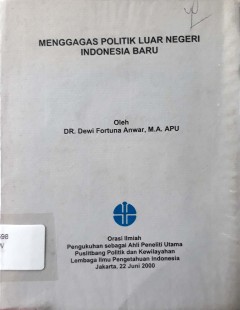 MENGGAGAS POLITIK LUAR NEGERI
INDONESIA BARU
Oleh
DR. Dewi Fortuna Anwar, M.A. APU
Orasi Ilmiah
Pengukuhan sebagai Ahli Peneliti Utama
Puslitbang Politik dan Kewilayahan
Lembaga Ilmu Pengetahuan Indonesia
Jakarta, 22 Juni 2000